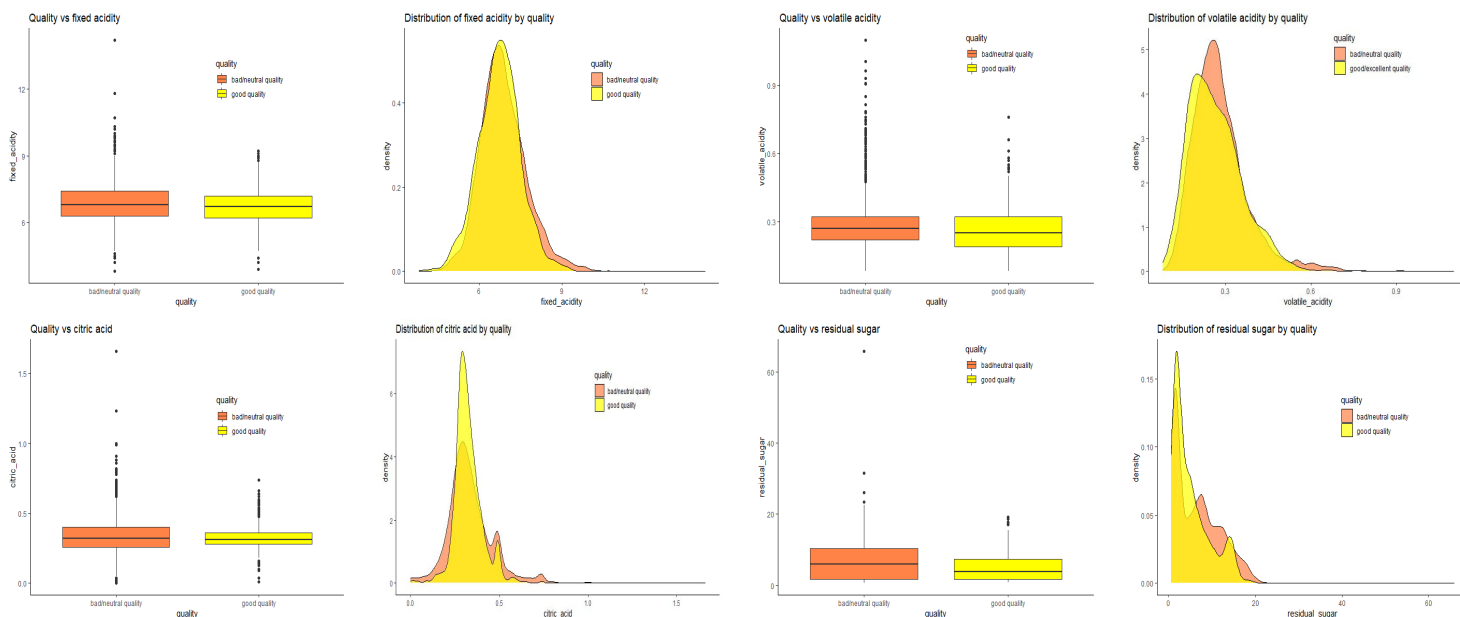 Quality vs fixed acidity
quality
bad/neutral quality
good quality
fixed_acidity
12
9
6
bad/neutral quality
good quality
quality
Distribution of fixed acidity by quality
quality
bad/neutral quality
good quality
density
0.4
0.2
0.0
6
9
12
fixed_acidity
Quality vs volatile acidity
quality
bad/neutral quality
good quality
volatile_acidity
0.9
0.6
0.3
bad/neutral quality
good quality
quality
Distribution of volatile acidity by quality
quality
bad/neutral quality
good/excellent quality
density
5
4
3
2
1
0
0.3
0.6
0.9
volatile_acidity
Quality vs citric acid
quality
bad/neutral quality
good quality
citric_acid
1.5
1.0
0.5
0.0
bad/neutral quality
good quality
quality
Distribution of citric acid by quality
quality
bad/neutral quality
good quality
density
6
4
2
0
0.0
0.5
1.0
1.5
citric_acid
Quality vs residual sugar
quality
bad/neutral quality
good quality
residual_sugar
60
40
20
0
bad/neutral quality
good quality
quality
Distribution of residual sugar by quality
quality
bad/neutral quality
good quality
density
0.15
0.10
0.05
0.00
0
20
40
60
residual_sugar